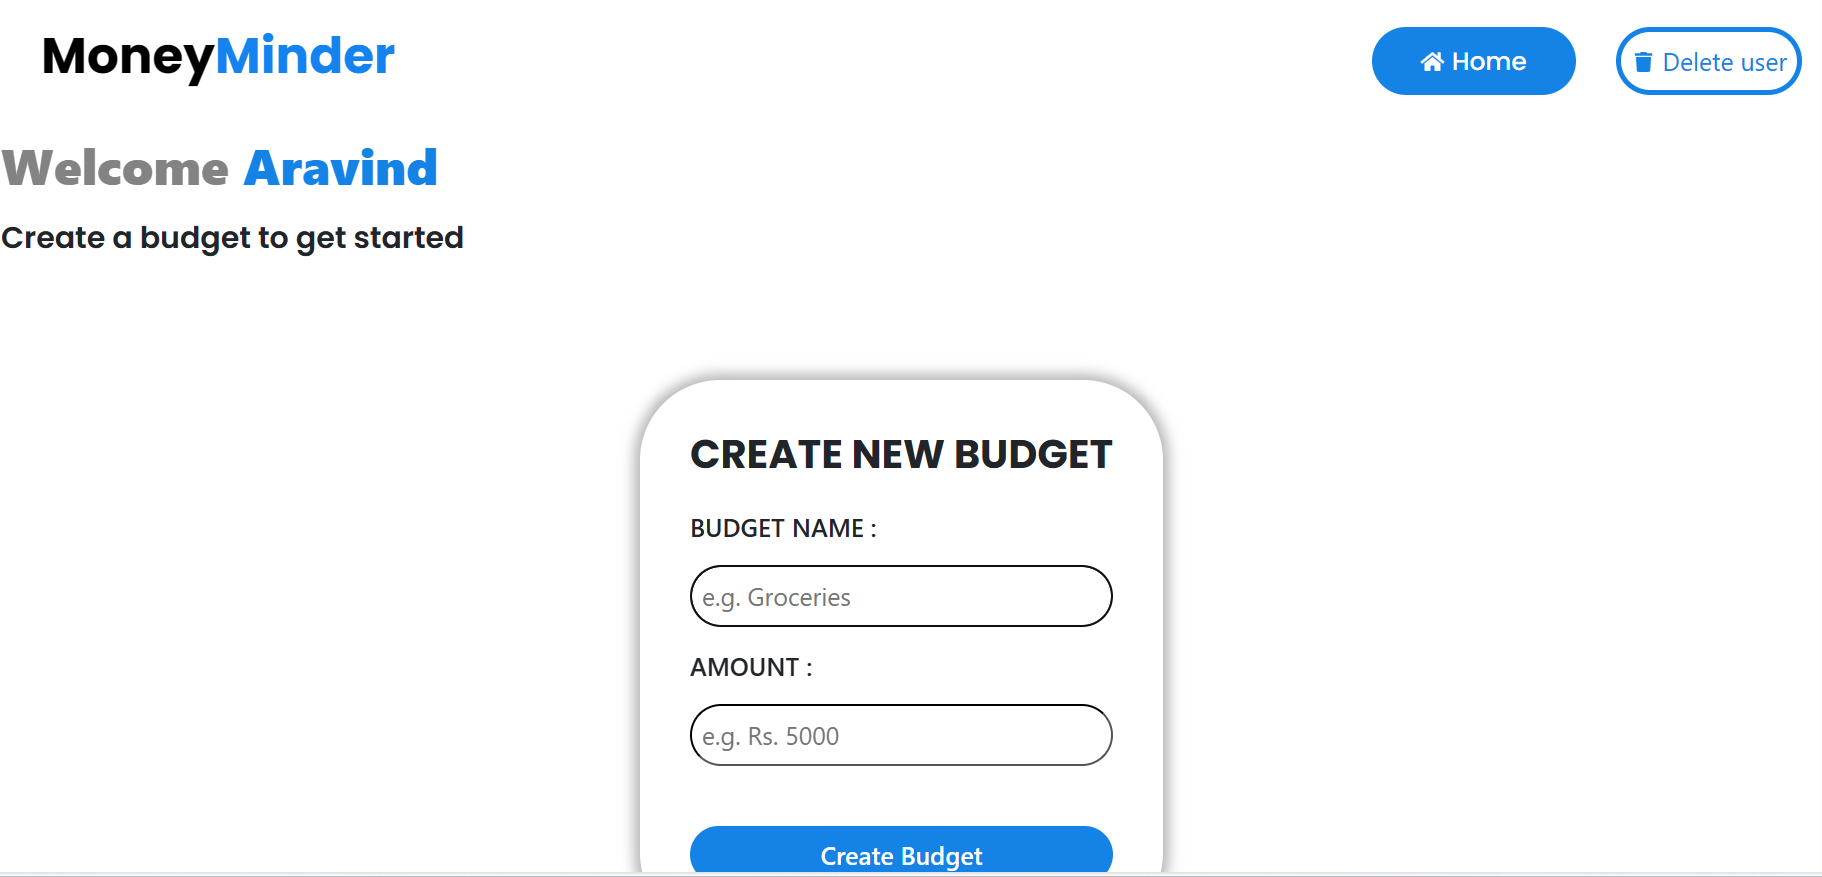 MoneyMinder
Home
Delete user
Welcome Aravind
Create a budget to get started
CREATE NEW BUDGET
BUDGET NAME :
e.g. Groceries
AMOUNT :
e.g. Rs. 5000
Create Budget